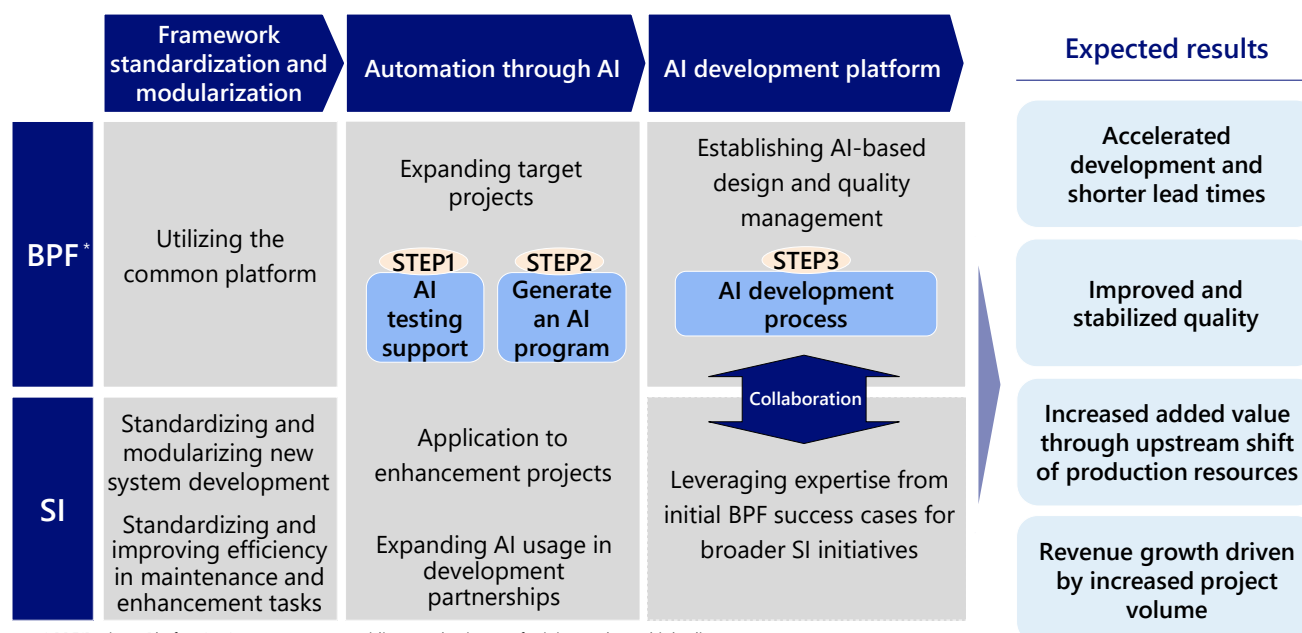 Framework
standardization and
modularization
Automation through AI
AI development platform
Expected results
BPF*
Utilizing the
common platform
Expanding target
projects
STEP1
AI
testing
support
STEP2
Generate
an AI
program
Establishing AI-based
design and quality
management
STEP3
AI development
process
Collaboration
SI
Standardizing and
modularizing new
system development
Standardizing and
improving efficiency
in maintenance and
enhancement tasks
Application to
enhancement projects
Expanding AI usage in
development
partnerships
Leveraging expertise from
initial BPF success cases for
broader SI initiatives
Accelerated
development and
shorter lead times
Improved and
stabilized quality
Increased added value
through upstream shift
of production resources
Revenue growth driven
by increased project
volume